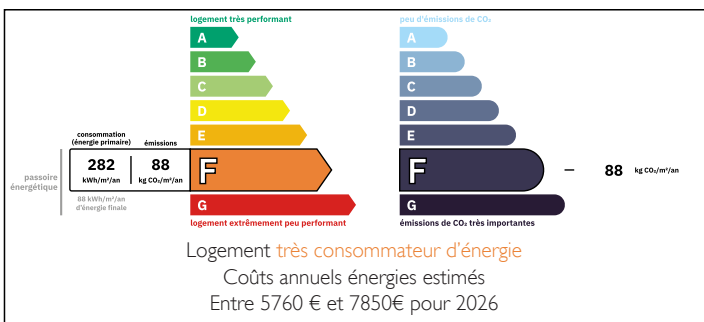 logement très performant
A
B
C
D
E
consommation
(énergie primaire)
émissions
282
kWh/m²/an
88
kg CO₂/m²/an
F
passoire
énergétique
88 kWh/m²/an
d'énergie finale
G
logement extrêmement peu performant
peu d'émissions de CO₂
A
B
C
D
E
F
88 kg CO₂/m²/an
G
émissions de CO₂ très importantes
Logement très consommateur d'énergie
Coûts annuels énergies estimés
Entre 5760 € et 7850€ pour 2026